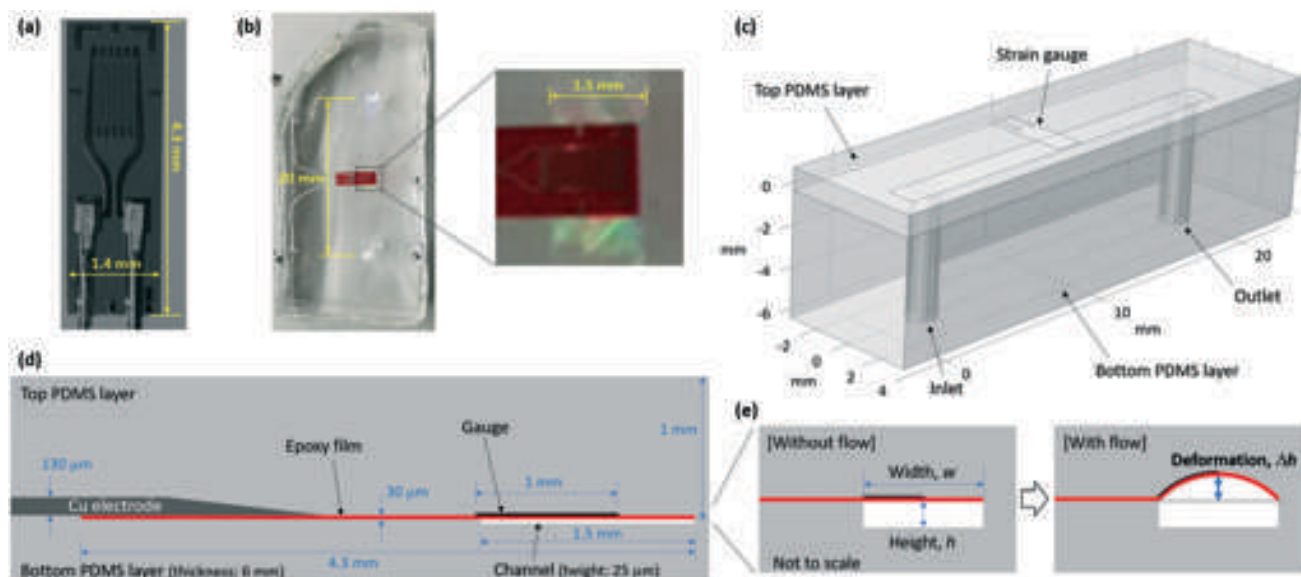 (a)
4.3 mm
1.4 mm
(b)
20 mm
1.5 mm
(c)
Strain gauge
Top PDMS layer
0
-2
mm
-4
-6
-2
0
mm
2
4
0
10
mm
20
Inlet
Outlet
Bottom PDMS layer
(d)
Top PDMS layer
1 mm
Epoxy film
Gauge
130 μm
30 μm
1 mm
Cu electrode
1.5 mm
4.3 mm
Bottom PDMS layer (thickness: 6 mm)
Channel (height: 25 μm)
(e)
[Without flow]
Width, w
Height, h
Not to scale
[With flow]
Deformation, Δh